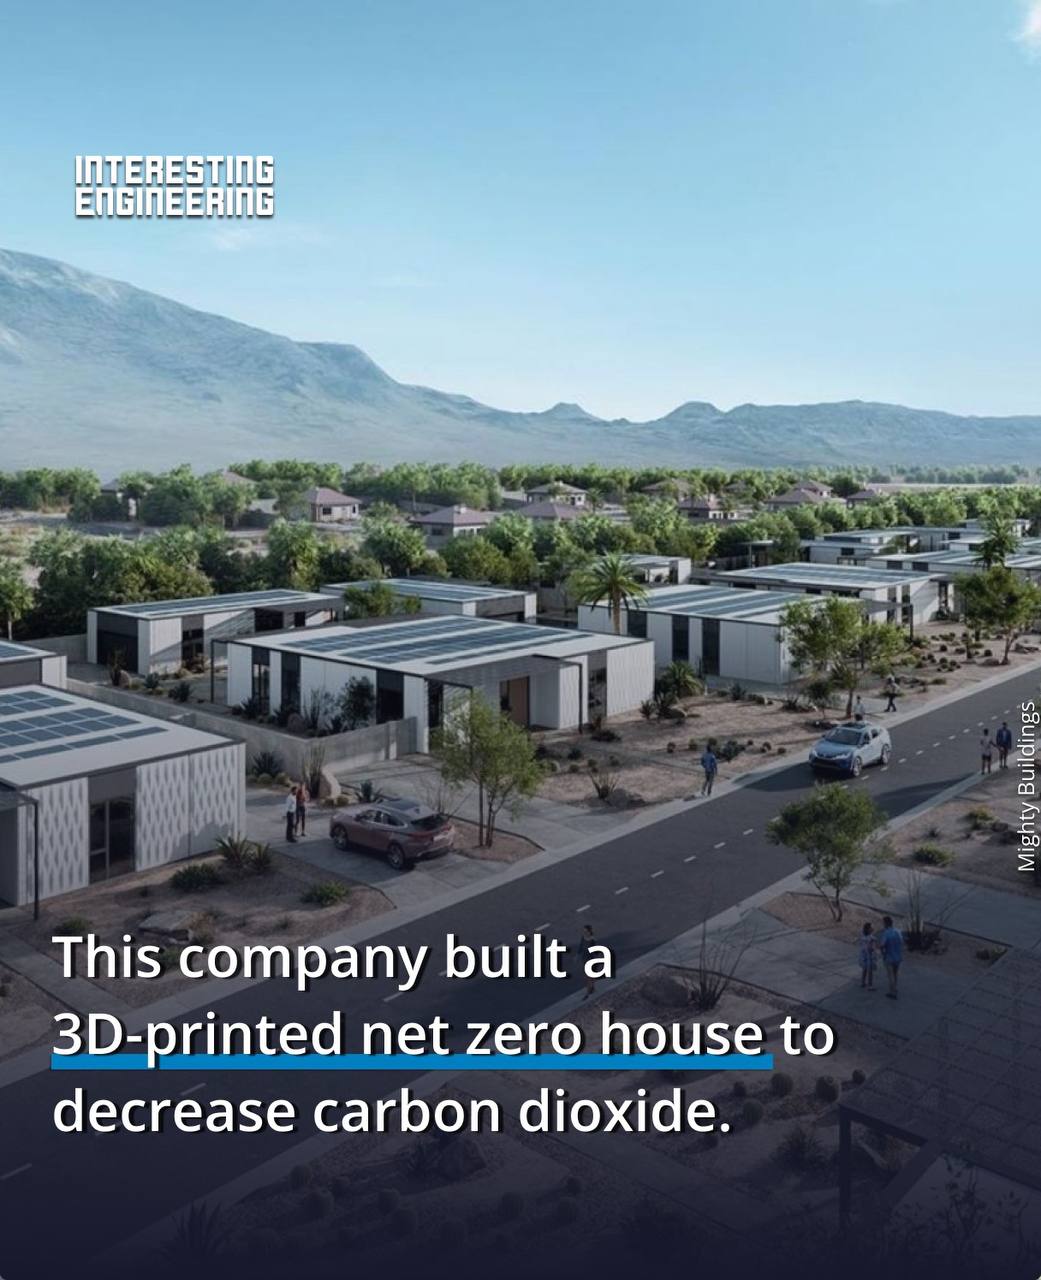 INTERESTING
ENGINEERING
Mighty Buildings
This company built a
3D-printed net zero house to
decrease carbon dioxide.